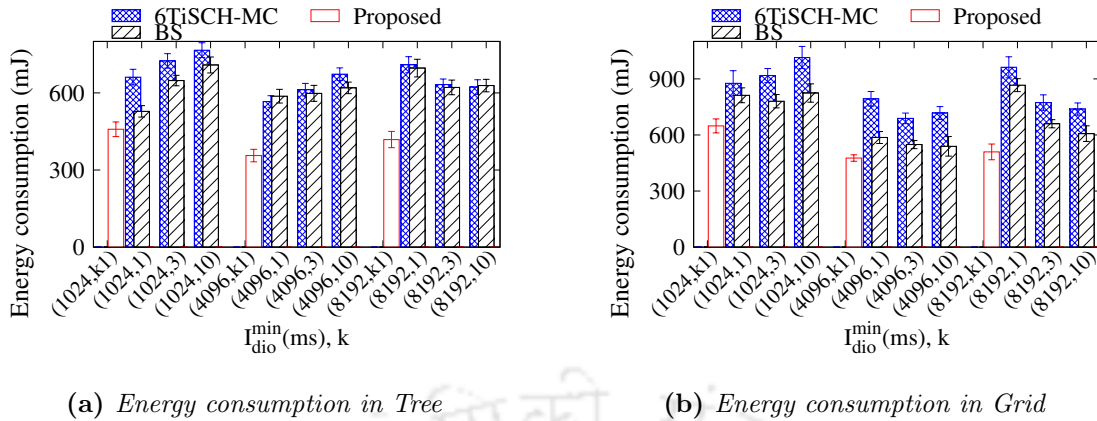 6TiSCH-MC Proposed
BS
Energy consumption (mJ)
600
300
0
(1024,k1)
(1024,1)
(1024,3)
(1024,10)
(4096,k1)
(4096,1)
(4096,3)
(4096,10)
(8192,k1)
(8192,1)
(8192,3)
(8192,10)
I_dio^min(ms), k
(a) Energy consumption in Tree
6TiSCH-MC Proposed
BS
Energy consumption (mJ)
900
600
300
0
(1024,k1)
(1024,1)
(1024,3)
(1024,10)
(4096,k1)
(4096,1)
(4096,3)
(4096,10)
(8192,k1)
(8192,1)
(8192,3)
(8192,10)
I_dio^min(ms), k
(b) Energy consumption in Grid